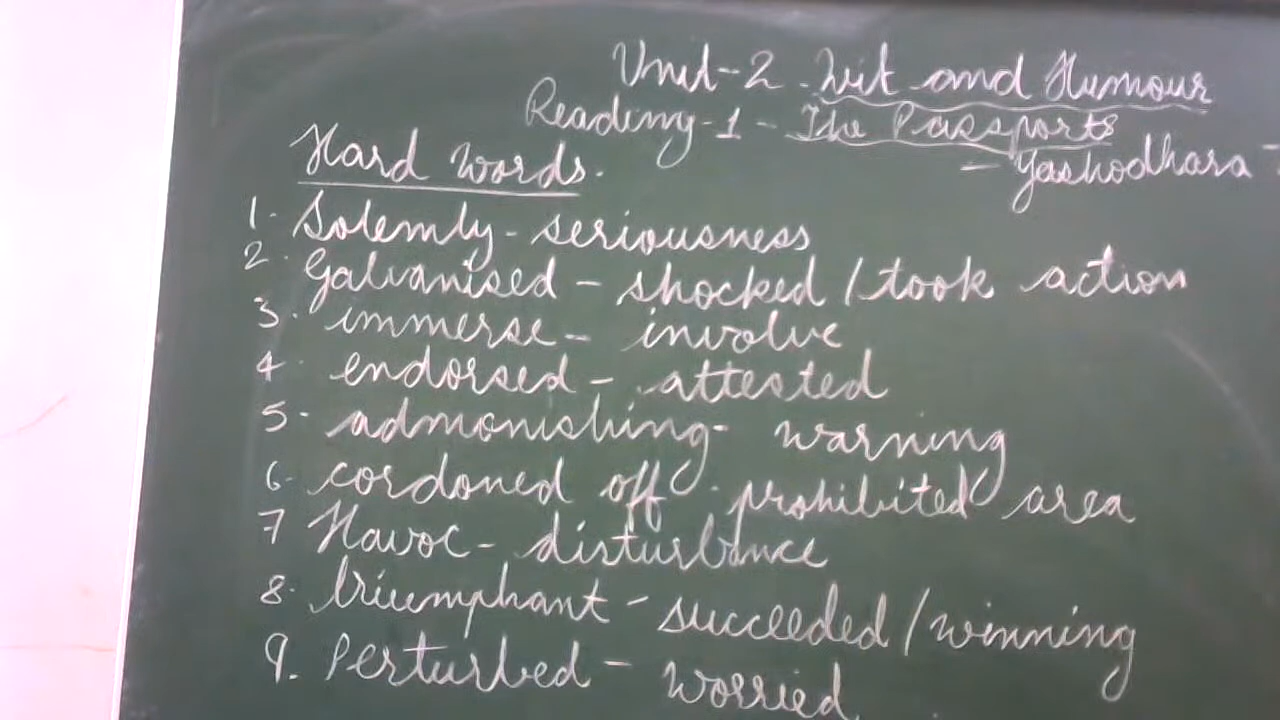 Unit-2. Wit and Humour
Reading-1 - The Passports
- Yashodhara
Hard Words.
1. Solemly - seriousness
2. Galvanised - shocked / took action
3. immerse - involve
4. endorsed - attested
5. admonishing - warning
6. cordoned off - prohibited area
7 Havoc - disturbance
8. triumphant - succeeded / winning
9. Perturbed - worried